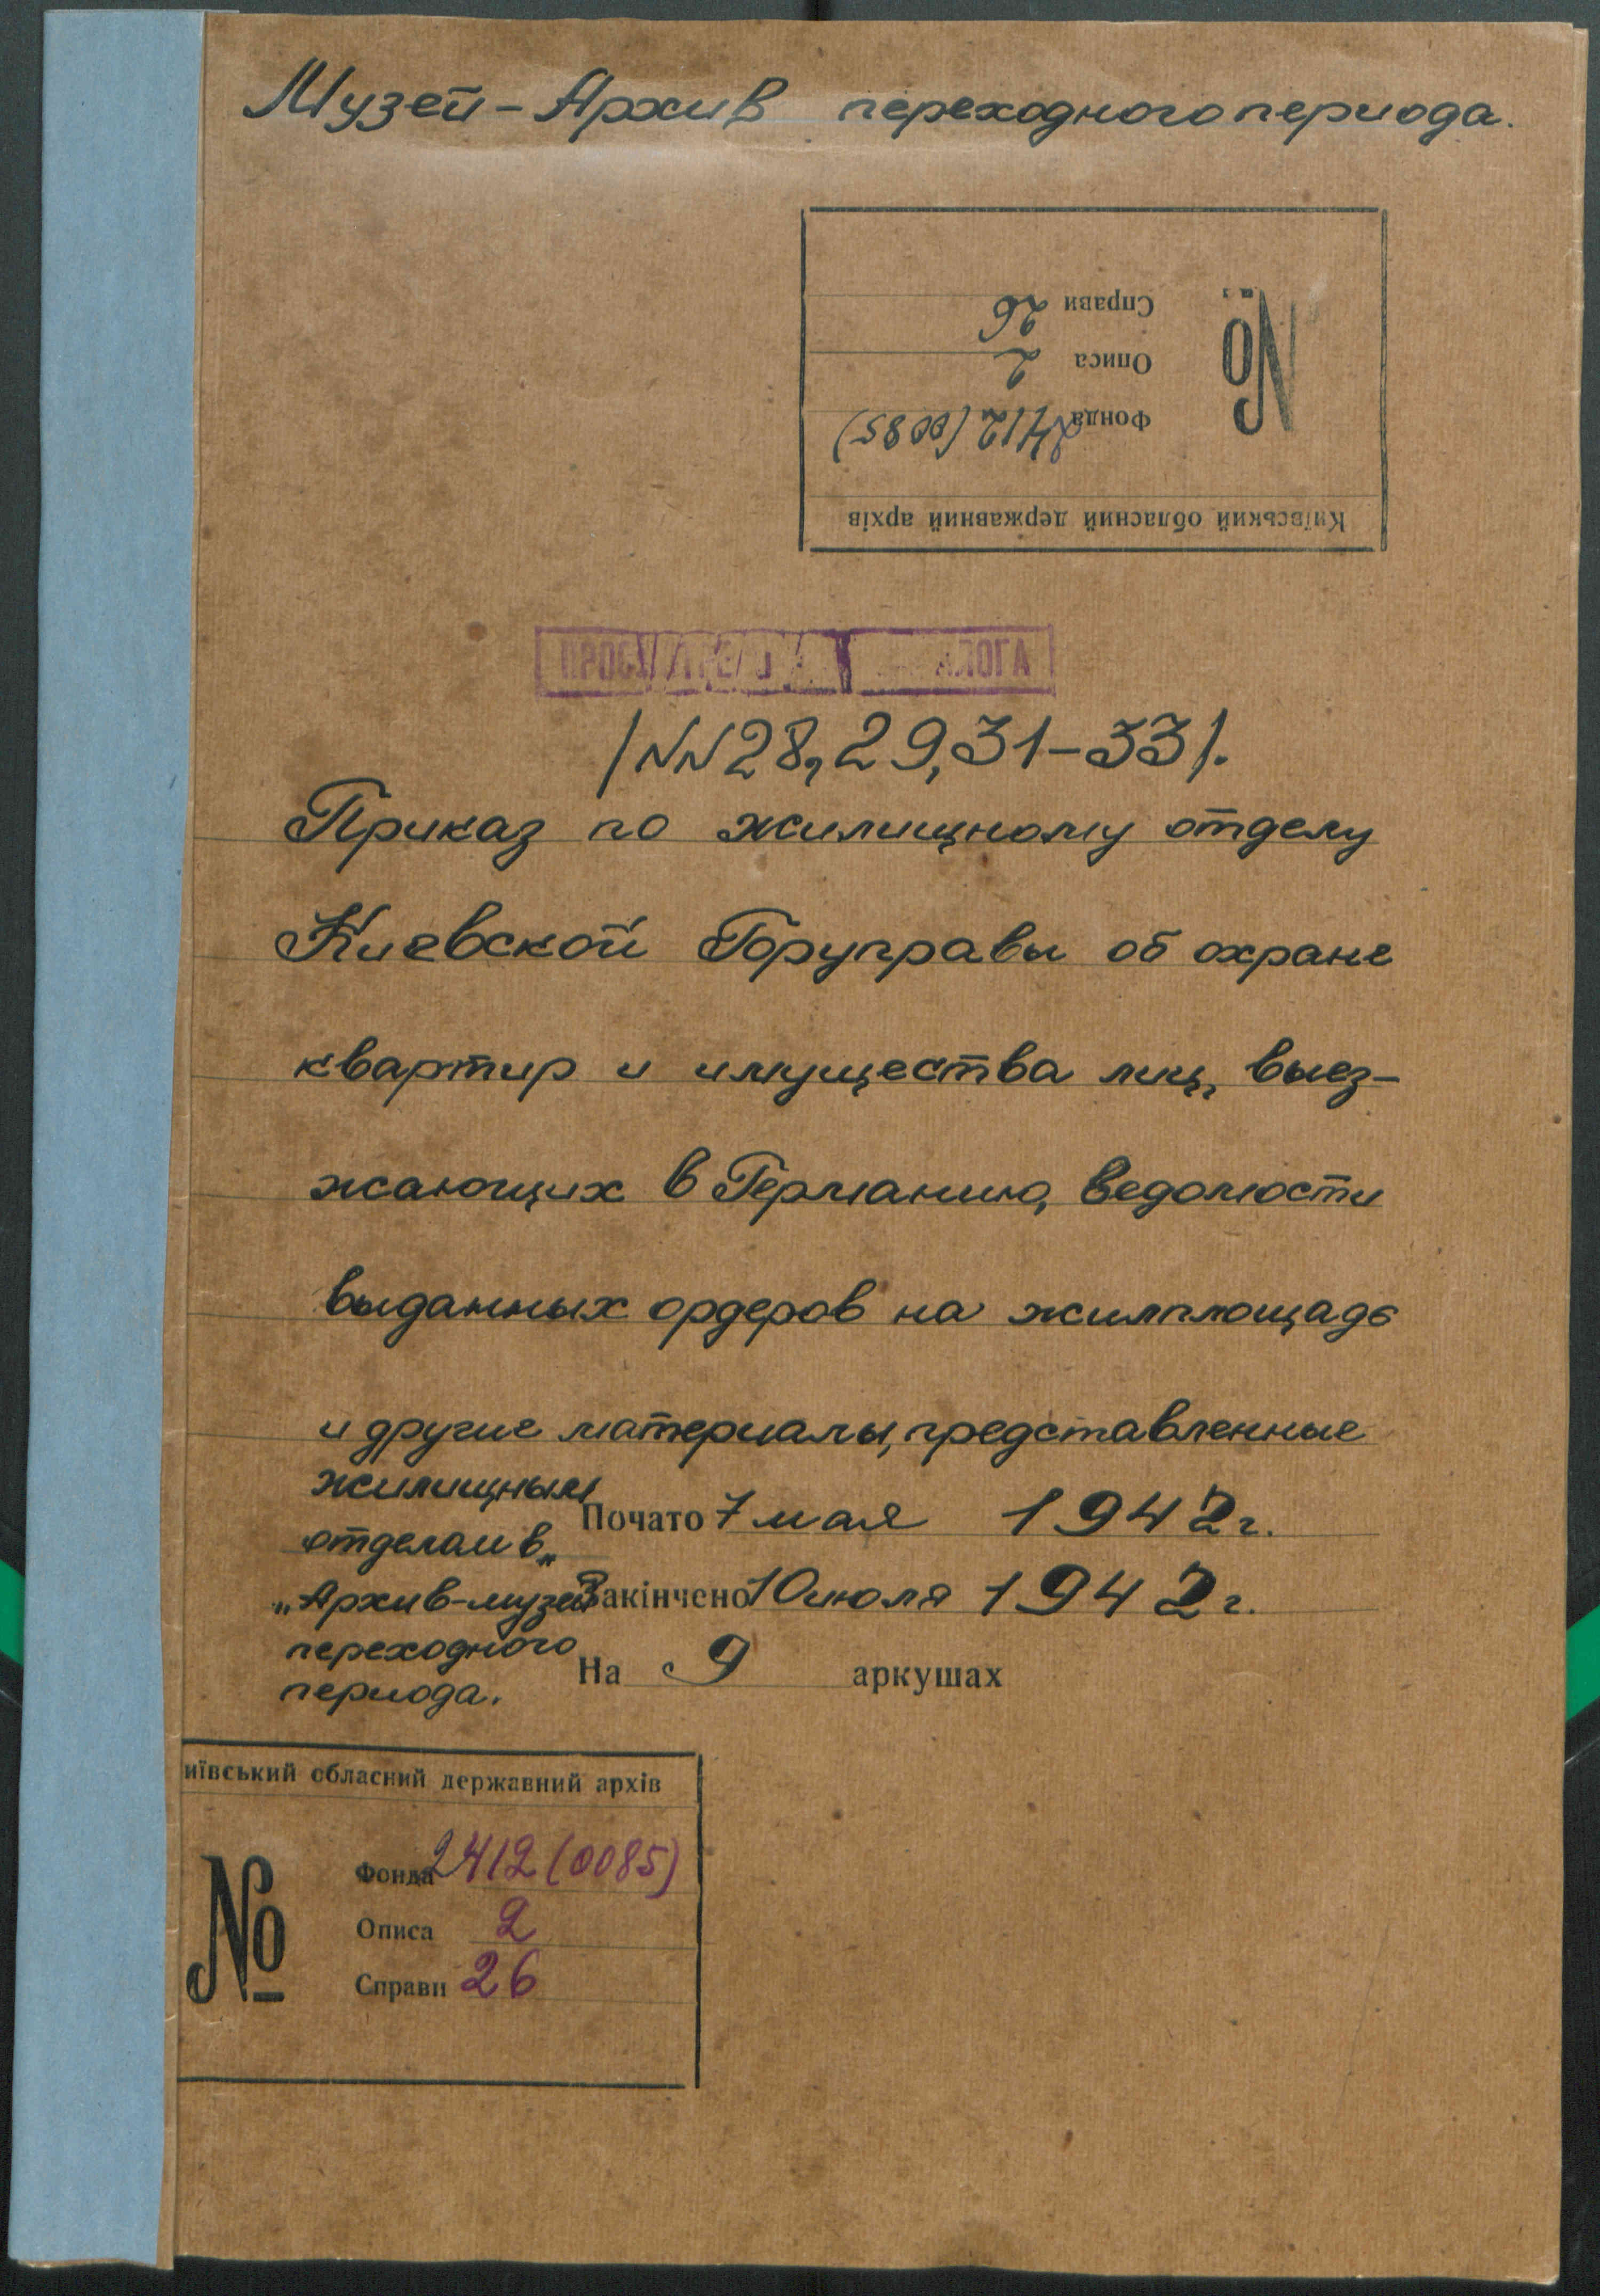 Музей-Архив переходного периода.
Київський обласний державний архів
№
Фонда 2412 (0085)
Описа 2
Справи 26
/NN 28, 29, 31-33/.
Приказ по жилищному отделу
Киевской Горуправы об охране
квартир и имущества лиц, выез-
жающих в Германию, ведомости
выданных ордеров на жилплощадь
и другие материалы, представленные
жилищным
отделом в „
„Архив-музей
переходного
периода.
Почато 7 мая 1942 г.
Закінчено 10 июля 1942 г.
На 9 аркушах
иївський обласний державний архів
№
Фонда 2412 (0085)
Описа 2
Справи 26